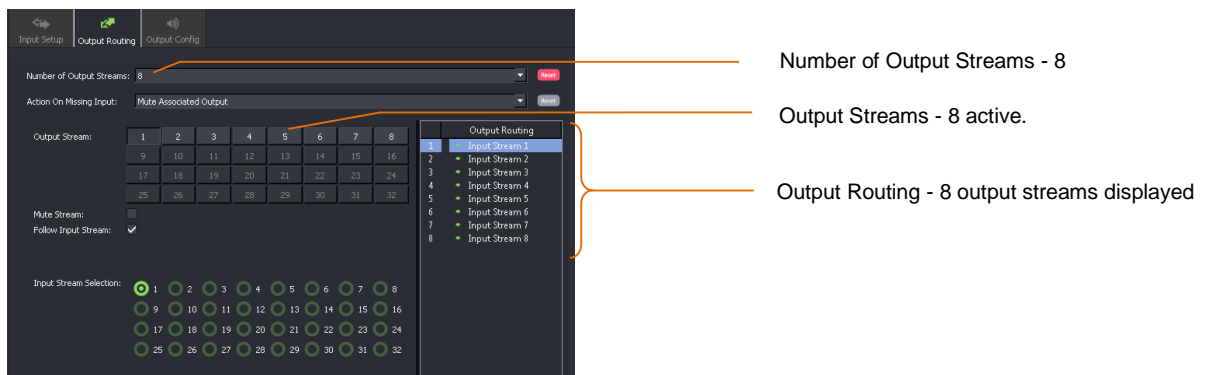 Input Setup Output Routing Output Config
Number of Output Streams: 8 Reset
Action On Missing Input: Mute Associated Output Reset
Output Stream: 1 2 3 4 5 6 7 8
9 10 11 12 13 14 15 16
17 18 19 20 21 22 23 24
25 26 27 28 29 30 31 32
Mute Stream:
Follow Input Stream:
Input Stream Selection: 1 2 3 4 5 6 7 8
9 10 11 12 13 14 15 16
17 18 19 20 21 22 23 24
25 26 27 28 29 30 31 32
Output Routing
1 Input Stream 1
2 Input Stream 2
3 Input Stream 3
4 Input Stream 4
5 Input Stream 5
6 Input Stream 6
7 Input Stream 7
8 Input Stream 8
Number of Output Streams - 8
Output Streams - 8 active.
Output Routing - 8 output streams displayed